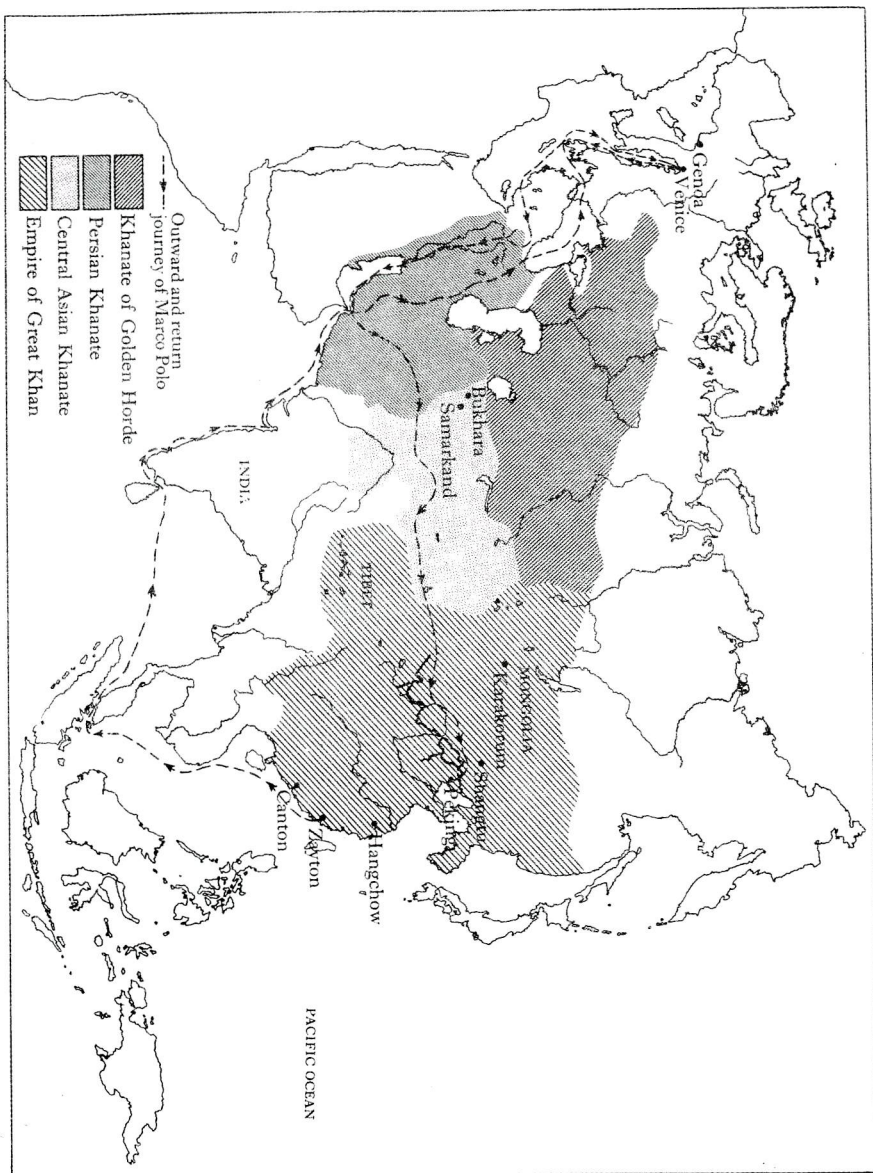 Genoa
Venice
Bukhara
Samarkand
INDIA
TIBET
MONGOLIA
Karakorum
Shangtu
Peking
Hangchow
Zayton
Canton
PACIFIC OCEAN
Outward and return
journey of Marco Polo
Khanate of Golden Horde
Persian Khanate
Central Asian Khanate
Empire of Great Khan